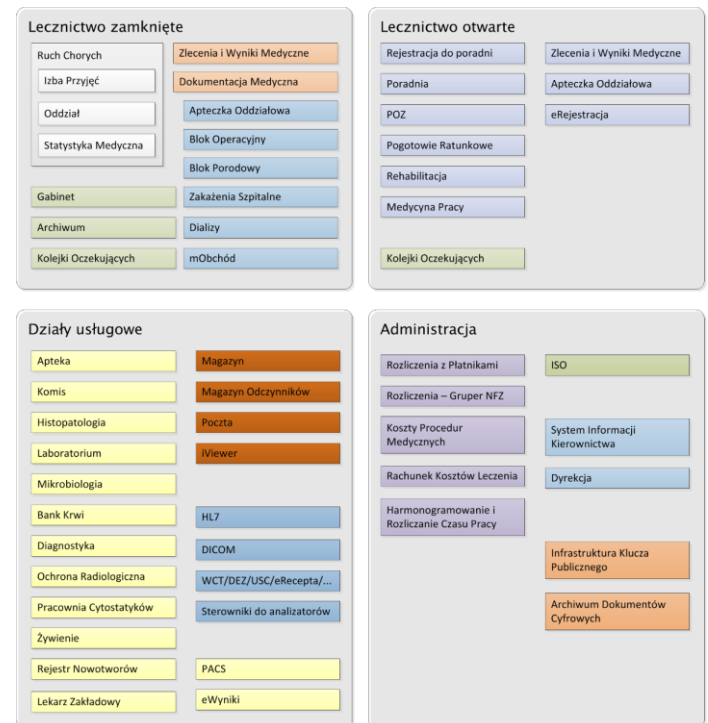 Lecznictwo zamknięte
Ruch Chorych
Izba Przyjęć
Oddział
Statystyka Medyczna
Gabinet
Archiwum
Kolejki Oczekujących
Zlecenia i Wyniki Medyczne
Dokumentacja Medyczna
Apteczka Oddziałowa
Blok Operacyjny
Blok Porodowy
Zakażenia Szpitalne
Dializy
mObchód
Lecznictwo otwarte
Rejestracja do poradni
Poradnia
POZ
Pogotowie Ratunkowe
Rehabilitacja
Medycyna Pracy
Kolejki Oczekujących
Zlecenia i Wyniki Medyczne
Apteczka Oddziałowa
eRejestracja
Działy usługowe
Apteka
Komis
Histopatologia
Laboratorium
Mikrobiologia
Bank Krwi
Diagnostyka
Ochrona Radiologiczna
Pracownia Cytostatyków
Żywienie
Rejestr Nowotworów
Lekarz Zakładowy
Magazyn
Magazyn Odczynników
Poczta
iViewer
HL7
DICOM
WCT/DEZ/USC/eRecepta/...
Sterowniki do analizatorów
PACS
eWyniki
Administracja
Rozliczenia z Płatnikami
Rozliczenia – Gruper NFZ
Koszty Procedur
Medycznych
Rachunek Kosztów Leczenia
Harmonogramowanie i
Rozliczanie Czasu Pracy
ISO
System Informacji
Kierownictwa
Dyrekcja
Infrastruktura Klucza
Publicznego
Archiwum Dokumentów
Cyfrowych